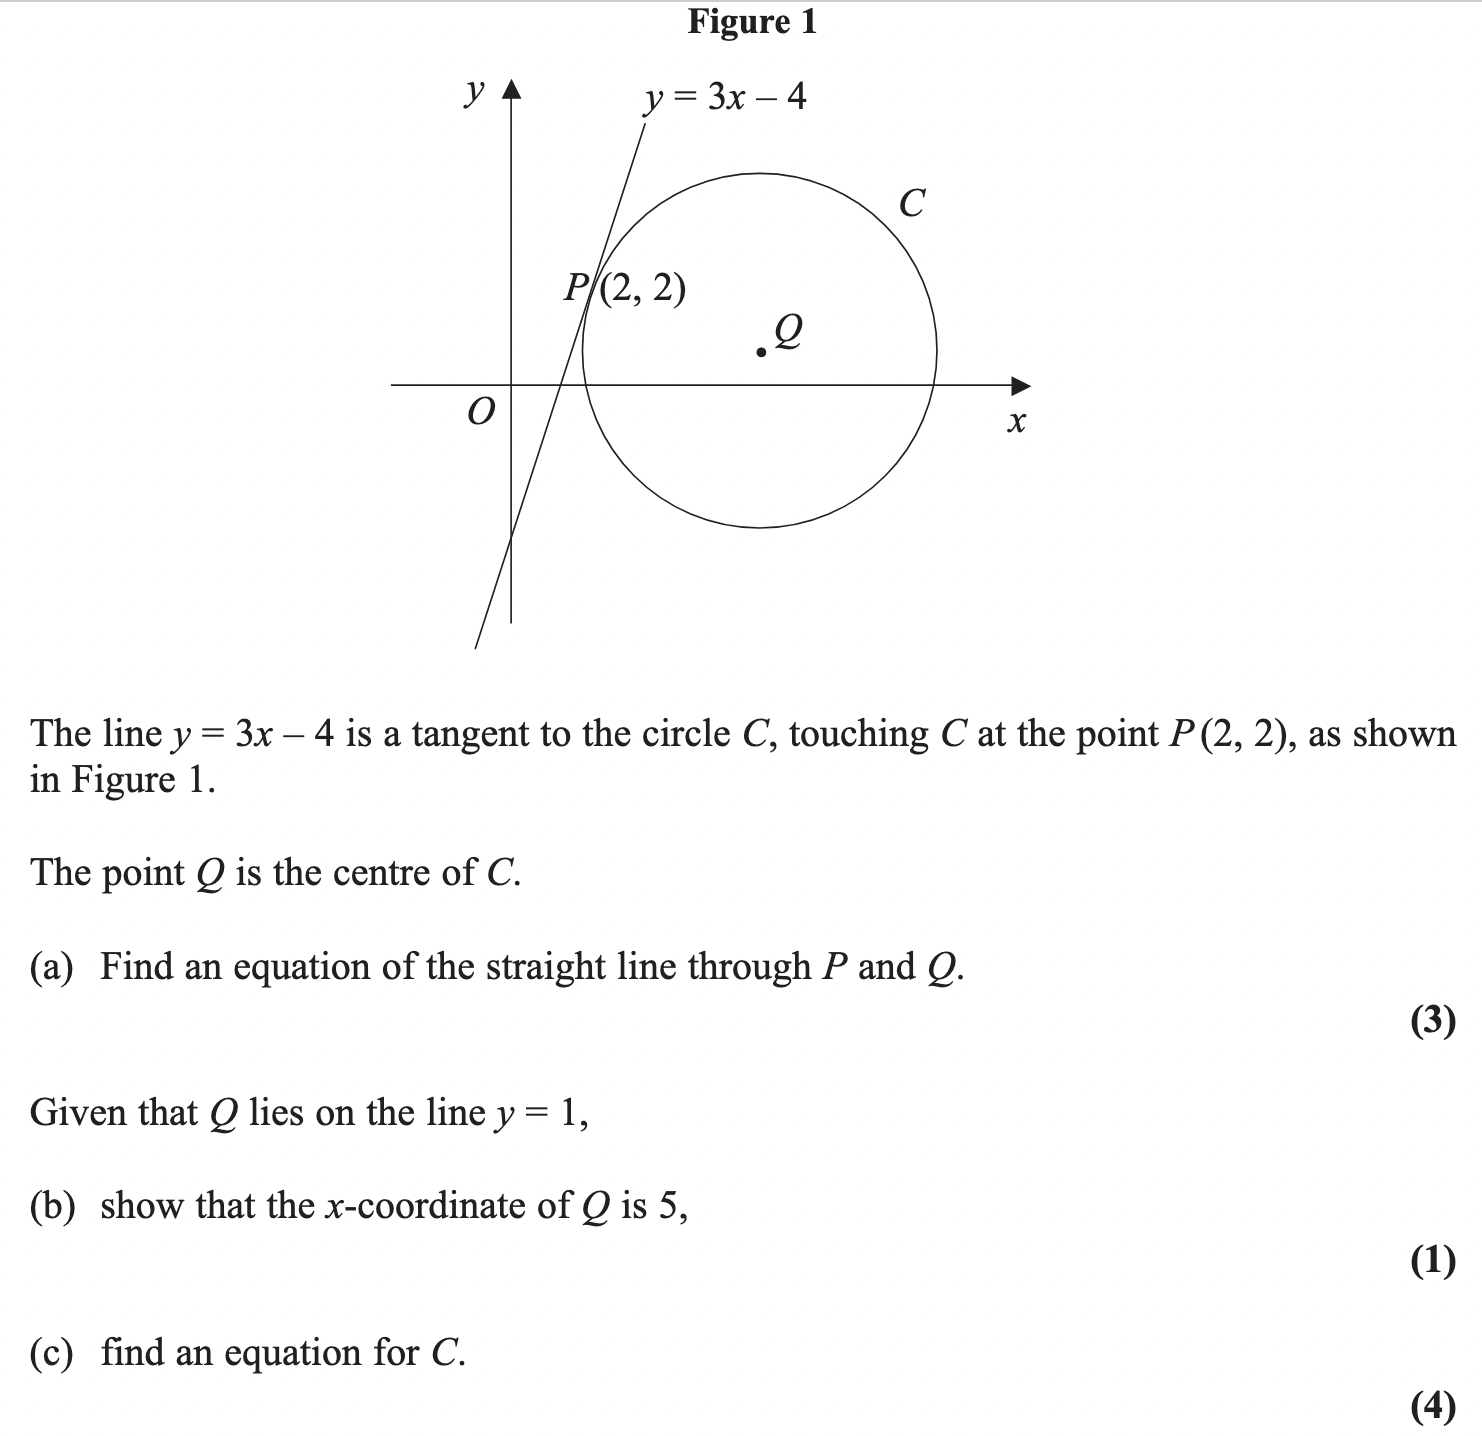 Figure 1
y
y = 3x – 4
C
P(2, 2)
Q
O
x
The line y = 3x – 4 is a tangent to the circle C, touching C at the point P(2, 2), as shown
in Figure 1.
The point Q is the centre of C.
(a) Find an equation of the straight line through P and Q.
(3)
Given that Q lies on the line y = 1,
(b) show that the x-coordinate of Q is 5,
(1)
(c) find an equation for C.
(4)